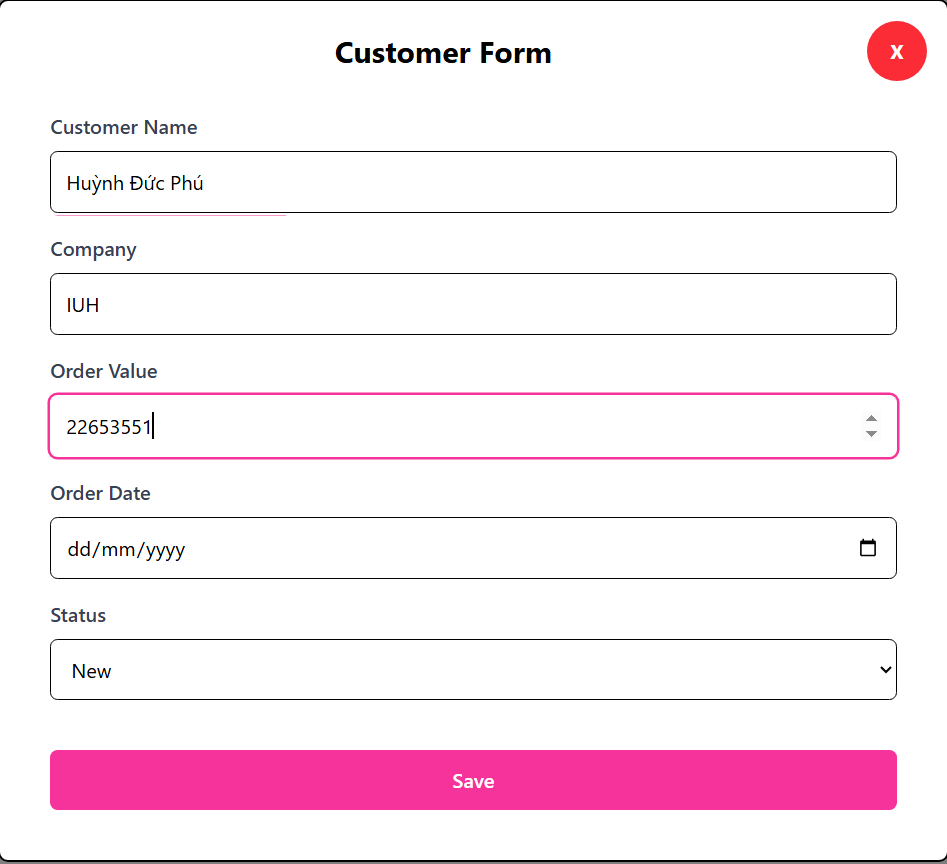 Customer Form
x
Customer Name
Huỳnh Đức Phú
Company
IUH
Order Value
22653551
Order Date
dd/mm/yyyy
Status
New
Save